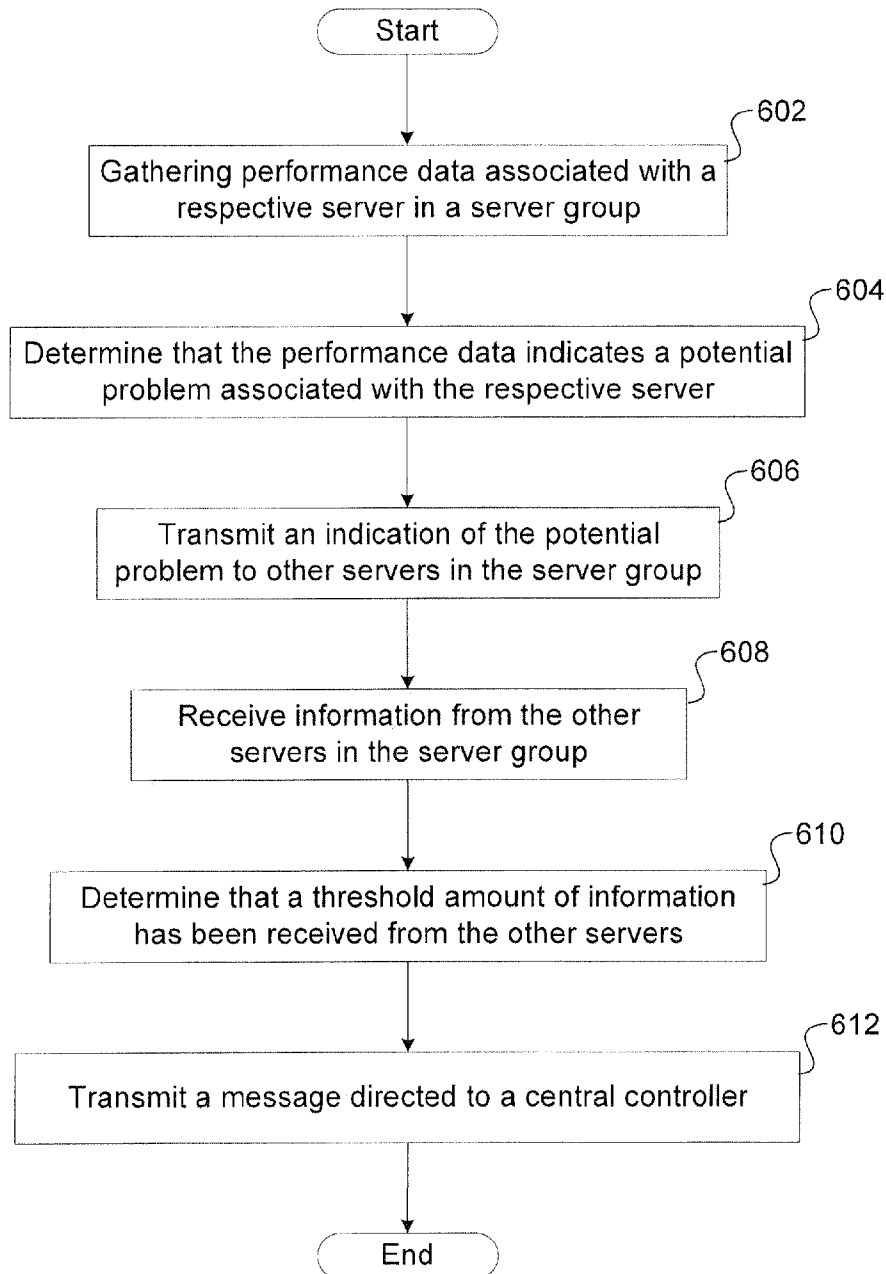 Start
602
Gathering performance data associated with a
respective server in a server group
604
Determine that the performance data indicates a potential
problem associated with the respective server
606
Transmit an indication of the potential
problem to other servers in the server group
608
Receive information from the other
servers in the server group
610
Determine that a threshold amount of information
has been received from the other servers
612
Transmit a message directed to a central controller
End